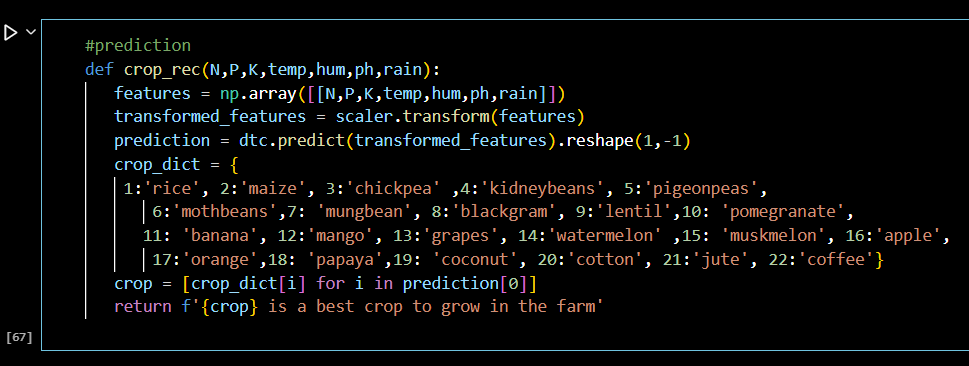 #prediction
def crop_rec(N,P,K,temp,hum,ph,rain):
features = np.array([[N,P,K,temp,hum,ph,rain]])
transformed_features = scaler.transform(features)
prediction = dtc.predict(transformed_features).reshape(1,-1)
crop_dict = {
1:'rice', 2:'maize', 3:'chickpea' ,4:'kidneybeans', 5:'pigeonpeas',
6:'mothbeans',7: 'mungbean', 8:'blackgram', 9:'lentil',10: 'pomegranate',
11: 'banana', 12:'mango', 13:'grapes', 14:'watermelon' ,15: 'muskmelon', 16:'apple',
17:'orange',18: 'papaya',19: 'coconut', 20:'cotton', 21:'jute', 22:'coffee'}
crop = [crop_dict[i] for i in prediction[0]]
return f'{crop} is a best crop to grow in the farm'
[67]